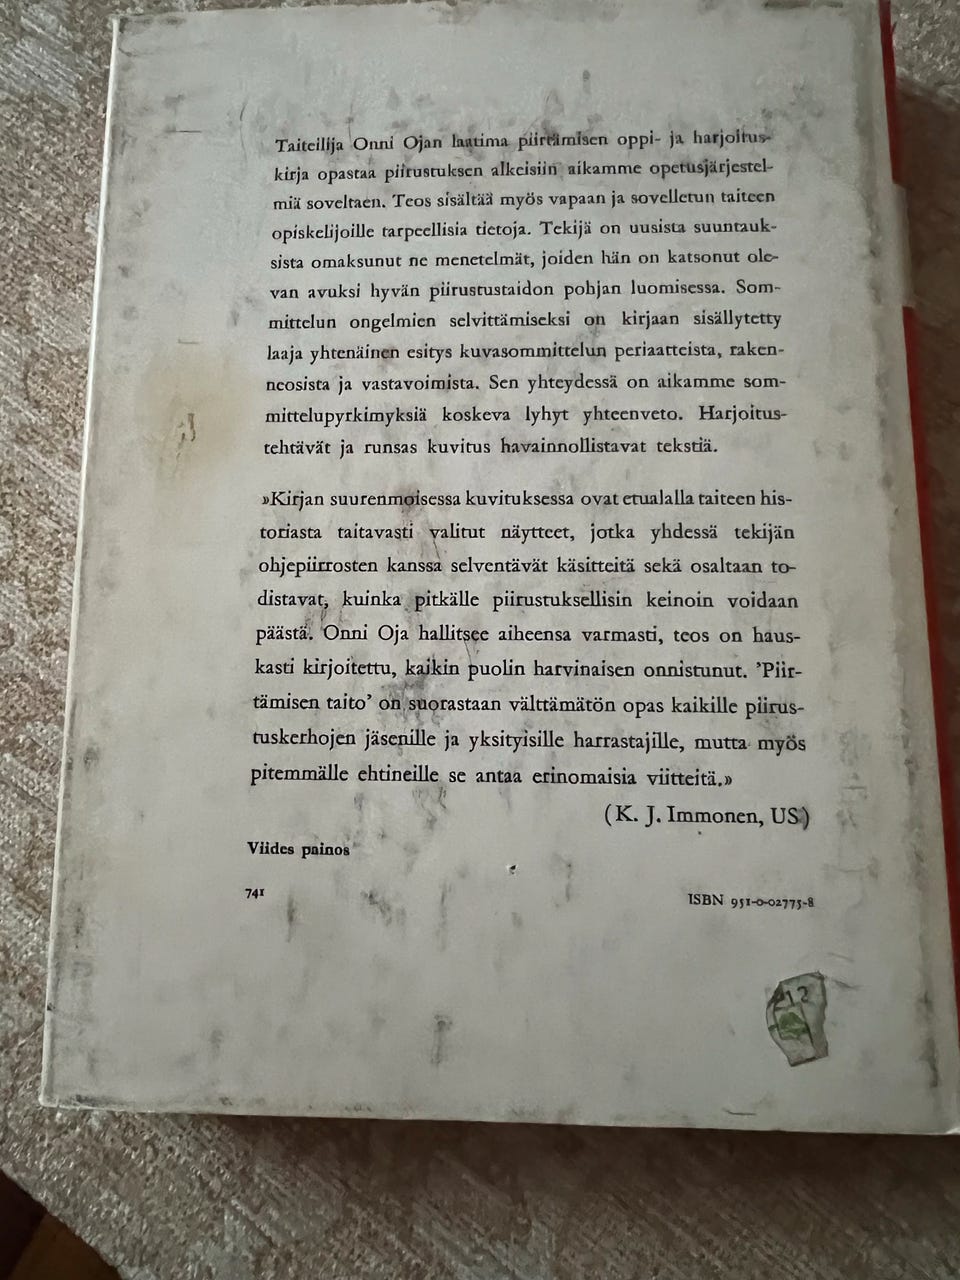 Taiteilija Onni Ojan laatima piirtämisen oppi- ja harjoitus-
kirja opastaa piirustuksen alkeisiin aikamme opetusjärjestel-
miä soveltaen. Teos sisältää myös vapaan ja sovelletun taiteen
opiskelijoille tarpeellisia tietoja. Tekijä on uusista suuntauk-
sista omaksunut ne menetelmät, joiden hän on katsonut ole-
van avuksi hyvän piirustustaidon pohjan luomisessa. Som-
mittelun ongelmien selvittämiseksi on kirjaan sisällytetty
laaja yhtenäinen esitys kuvasommittelun periaatteista, raken-
neosista ja vastavoimista. Sen yhteydessä on aikamme som-
mittelupyrkimyksiä koskeva lyhyt yhteenveto. Harjoitus-
tehtävät ja runsas kuvitus havainnollistavat tekstiä.
»Kirjan suurenmoisessa kuvituksessa ovat etualalla taiteen his-
toriasta taitavasti valitut näytteet, jotka yhdessä tekijän
ohjepiirrosten kanssa selventävät käsitteitä sekä osaltaan to-
distavat, kuinka pitkälle piirustuksellisin keinoin voidaan
päästä. Onni Oja hallitsee aiheensa varmasti, teos on haus-
kasti kirjoitettu, kaikin puolin harvinaisen onnistunut. ’Piir-
tämisen taito’ on suorastaan välttämätön opas kaikille piirus-
tuskerhojen jäsenille ja yksityisille harrastajille, mutta myös
pitemmälle ehtineille se antaa erinomaisia viitteitä.»
(K. J. Immonen, US)
Viides painos
741
ISBN 951-0-02775-8
212